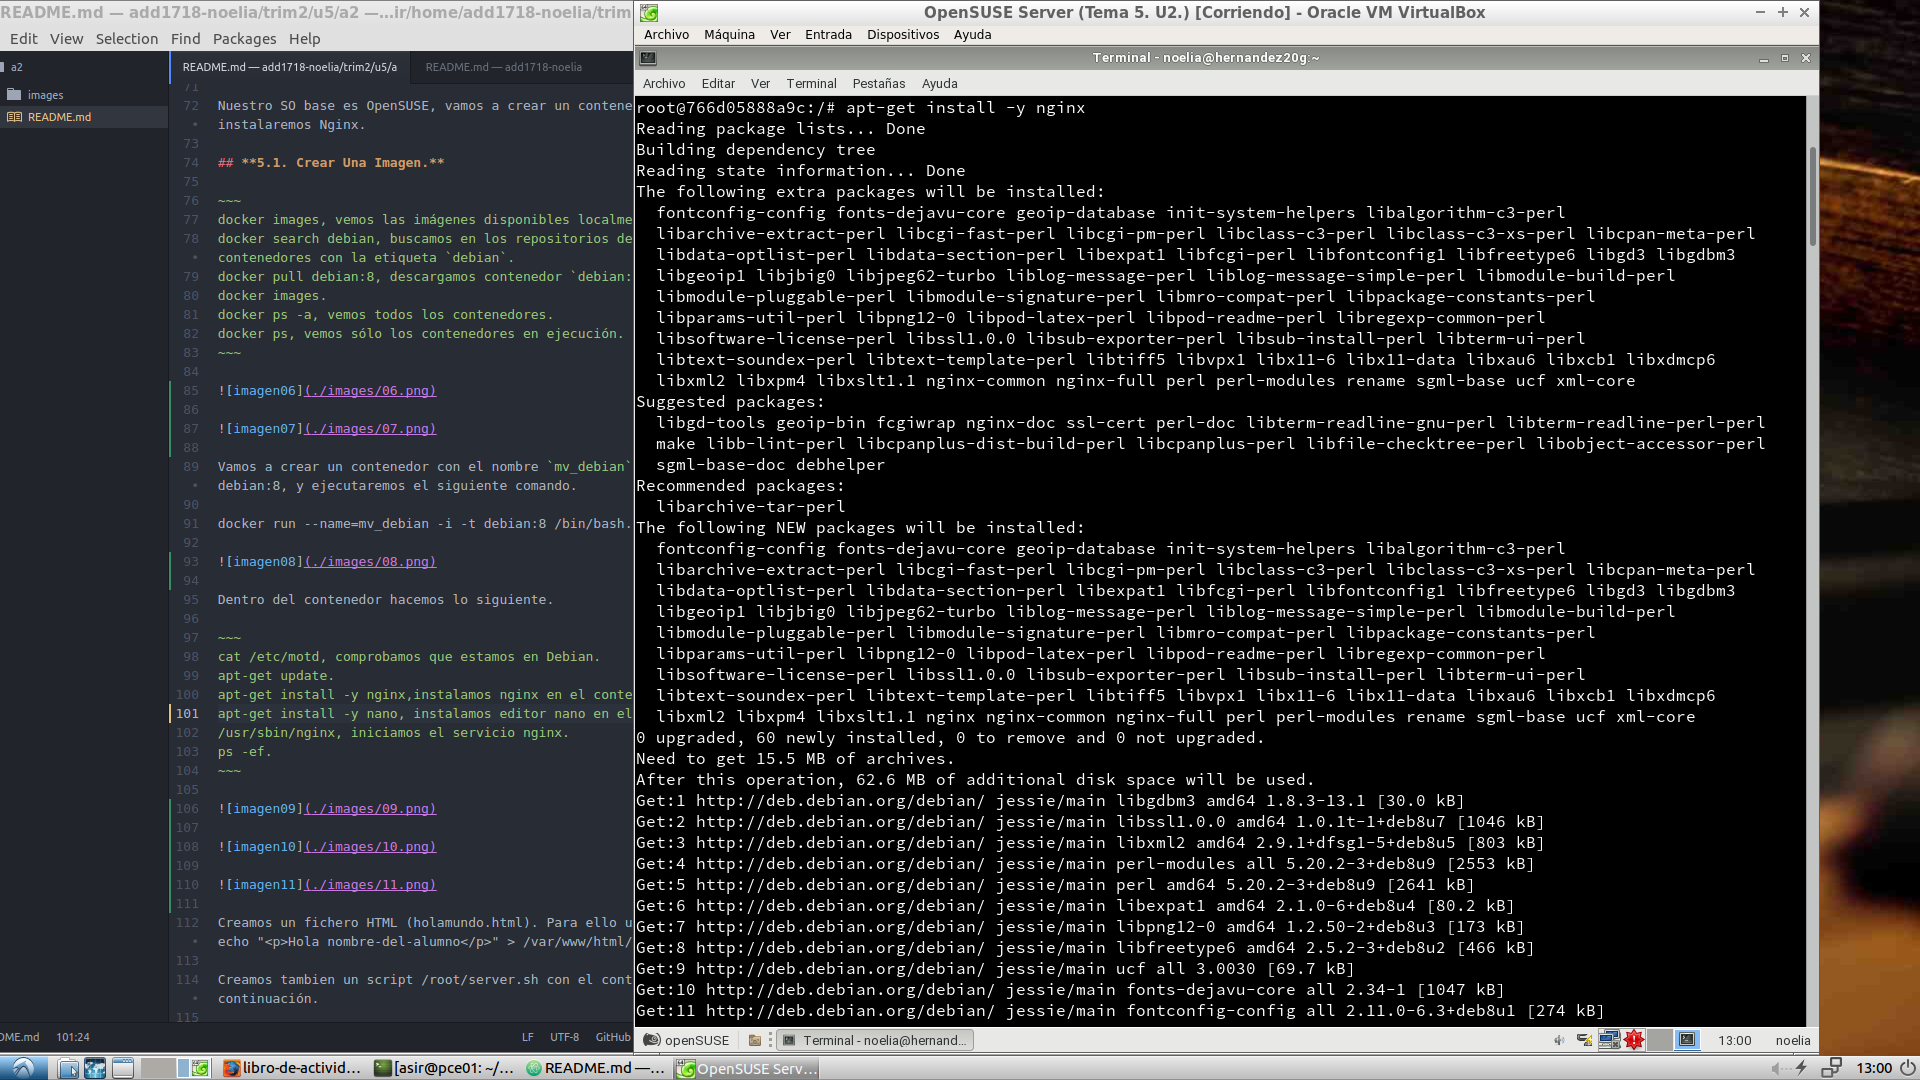 README.md — add1718-noelia/trim2/u5/a2 —...ir/home/add1718-noelia/trim
Edit View Selection Find Packages Help
a2
images
README.md
README.md — add1718-noelia/trim2/u5/a
README.md — add1718-noelia
71
72 Nuestro SO base es OpenSUSE, vamos a crear un contene
• instalaremos Nginx.
73
74 ## **5.1. Crear Una Imagen.**
75
76 ~~~
77 docker images, vemos las imágenes disponibles localme
78 docker search debian, buscamos en los repositorios de
• contenedores con la etiqueta `debian`.
79 docker pull debian:8, descargamos contenedor `debian:
80 docker images.
81 docker ps -a, vemos todos los contenedores.
82 docker ps, vemos sólo los contenedores en ejecución.
83 ~~~
84
85 ![imagen06](./images/06.png)
86
87 ![imagen07](./images/07.png)
88
89 Vamos a crear un contenedor con el nombre `mv_debian`
• debian:8, y ejecutaremos el siguiente comando.
90
91 docker run --name=mv_debian -i -t debian:8 /bin/bash.
92
93 ![imagen08](./images/08.png)
94
95 Dentro del contenedor hacemos lo siguiente.
96
97 ~~~
98 cat /etc/motd, comprobamos que estamos en Debian.
99 apt-get update.
100 apt-get install -y nginx,instalamos nginx en el conte
101 apt-get install -y nano, instalamos editor nano en el
102 /usr/sbin/nginx, iniciamos el servicio nginx.
103 ps -ef.
104 ~~~
105
106 ![imagen09](./images/09.png)
107
108 ![imagen10](./images/10.png)
109
110 ![imagen11](./images/11.png)
111
112 Creamos un fichero HTML (holamundo.html). Para ello u
• echo "<p>Hola nombre-del-alumno</p>" > /var/www/html/
113
114 Creamos tambien un script /root/server.sh con el cont
• continuación.
115
OME.md 101:24 LF UTF-8 GitHub
OpenSUSE Server (Tema 5. U2.) [Corriendo] - Oracle VM VirtualBox
Archivo Máquina Ver Entrada Dispositivos Ayuda
Terminal - noelia@hernandez20g:~
Archivo Editar Ver Terminal Pestañas Ayuda
root@766d05888a9c:/# apt-get install -y nginx
Reading package lists... Done
Building dependency tree
Reading state information... Done
The following extra packages will be installed:
fontconfig-config fonts-dejavu-core geoip-database init-system-helpers libalgorithm-c3-perl
libarchive-extract-perl libcgi-fast-perl libcgi-pm-perl libclass-c3-perl libclass-c3-xs-perl libcpan-meta-perl
libdata-optlist-perl libdata-section-perl libexpat1 libfcgi-perl libfontconfig1 libfreetype6 libgd3 libgdbm3
libgeoip1 libjbig0 libjpeg62-turbo liblog-message-perl liblog-message-simple-perl libmodule-build-perl
libmodule-pluggable-perl libmodule-signature-perl libmro-compat-perl libpackage-constants-perl
libparams-util-perl libpng12-0 libpod-latex-perl libpod-readme-perl libregexp-common-perl
libsoftware-license-perl libssl1.0.0 libsub-exporter-perl libsub-install-perl libterm-ui-perl
libtext-soundex-perl libtext-template-perl libtiff5 libvpx1 libx11-6 libx11-data libxau6 libxcb1 libxdmcp6
libxml2 libxpm4 libxslt1.1 nginx-common nginx-full perl perl-modules rename sgml-base ucf xml-core
Suggested packages:
libgd-tools geoip-bin fcgiwrap nginx-doc ssl-cert perl-doc libterm-readline-gnu-perl libterm-readline-perl-perl
make libb-lint-perl libcpanplus-dist-build-perl libcpanplus-perl libfile-checktree-perl libobject-accessor-perl
sgml-base-doc debhelper
Recommended packages:
libarchive-tar-perl
The following NEW packages will be installed:
fontconfig-config fonts-dejavu-core geoip-database init-system-helpers libalgorithm-c3-perl
libarchive-extract-perl libcgi-fast-perl libcgi-pm-perl libclass-c3-perl libclass-c3-xs-perl libcpan-meta-perl
libdata-optlist-perl libdata-section-perl libexpat1 libfcgi-perl libfontconfig1 libfreetype6 libgd3 libgdbm3
libgeoip1 libjbig0 libjpeg62-turbo liblog-message-perl liblog-message-simple-perl libmodule-build-perl
libmodule-pluggable-perl libmodule-signature-perl libmro-compat-perl libpackage-constants-perl
libparams-util-perl libpng12-0 libpod-latex-perl libpod-readme-perl libregexp-common-perl
libsoftware-license-perl libssl1.0.0 libsub-exporter-perl libsub-install-perl libterm-ui-perl
libtext-soundex-perl libtext-template-perl libtiff5 libvpx1 libx11-6 libx11-data libxau6 libxcb1 libxdmcp6
libxml2 libxpm4 libxslt1.1 nginx nginx-common nginx-full perl perl-modules rename sgml-base ucf xml-core
0 upgraded, 60 newly installed, 0 to remove and 0 not upgraded.
Need to get 15.5 MB of archives.
After this operation, 62.6 MB of additional disk space will be used.
Get:1 http://deb.debian.org/debian/ jessie/main libgdbm3 amd64 1.8.3-13.1 [30.0 kB]
Get:2 http://deb.debian.org/debian/ jessie/main libssl1.0.0 amd64 1.0.1t-1+deb8u7 [1046 kB]
Get:3 http://deb.debian.org/debian/ jessie/main libxml2 amd64 2.9.1+dfsg1-5+deb8u5 [803 kB]
Get:4 http://deb.debian.org/debian/ jessie/main perl-modules all 5.20.2-3+deb8u9 [2553 kB]
Get:5 http://deb.debian.org/debian/ jessie/main perl amd64 5.20.2-3+deb8u9 [2641 kB]
Get:6 http://deb.debian.org/debian/ jessie/main libexpat1 amd64 2.1.0-6+deb8u4 [80.2 kB]
Get:7 http://deb.debian.org/debian/ jessie/main libpng12-0 amd64 1.2.50-2+deb8u3 [173 kB]
Get:8 http://deb.debian.org/debian/ jessie/main libfreetype6 amd64 2.5.2-3+deb8u2 [466 kB]
Get:9 http://deb.debian.org/debian/ jessie/main ucf all 3.0030 [69.7 kB]
Get:10 http://deb.debian.org/debian/ jessie/main fonts-dejavu-core all 2.34-1 [1047 kB]
Get:11 http://deb.debian.org/debian/ jessie/main fontconfig-config all 2.11.0-6.3+deb8u1 [274 kB]
openSUSE Terminal - noelia@hernand... 13:00 noelia
libro-de-activid... [asir@pce01: ~/... README.md —... OpenSUSE Serv... 13:00